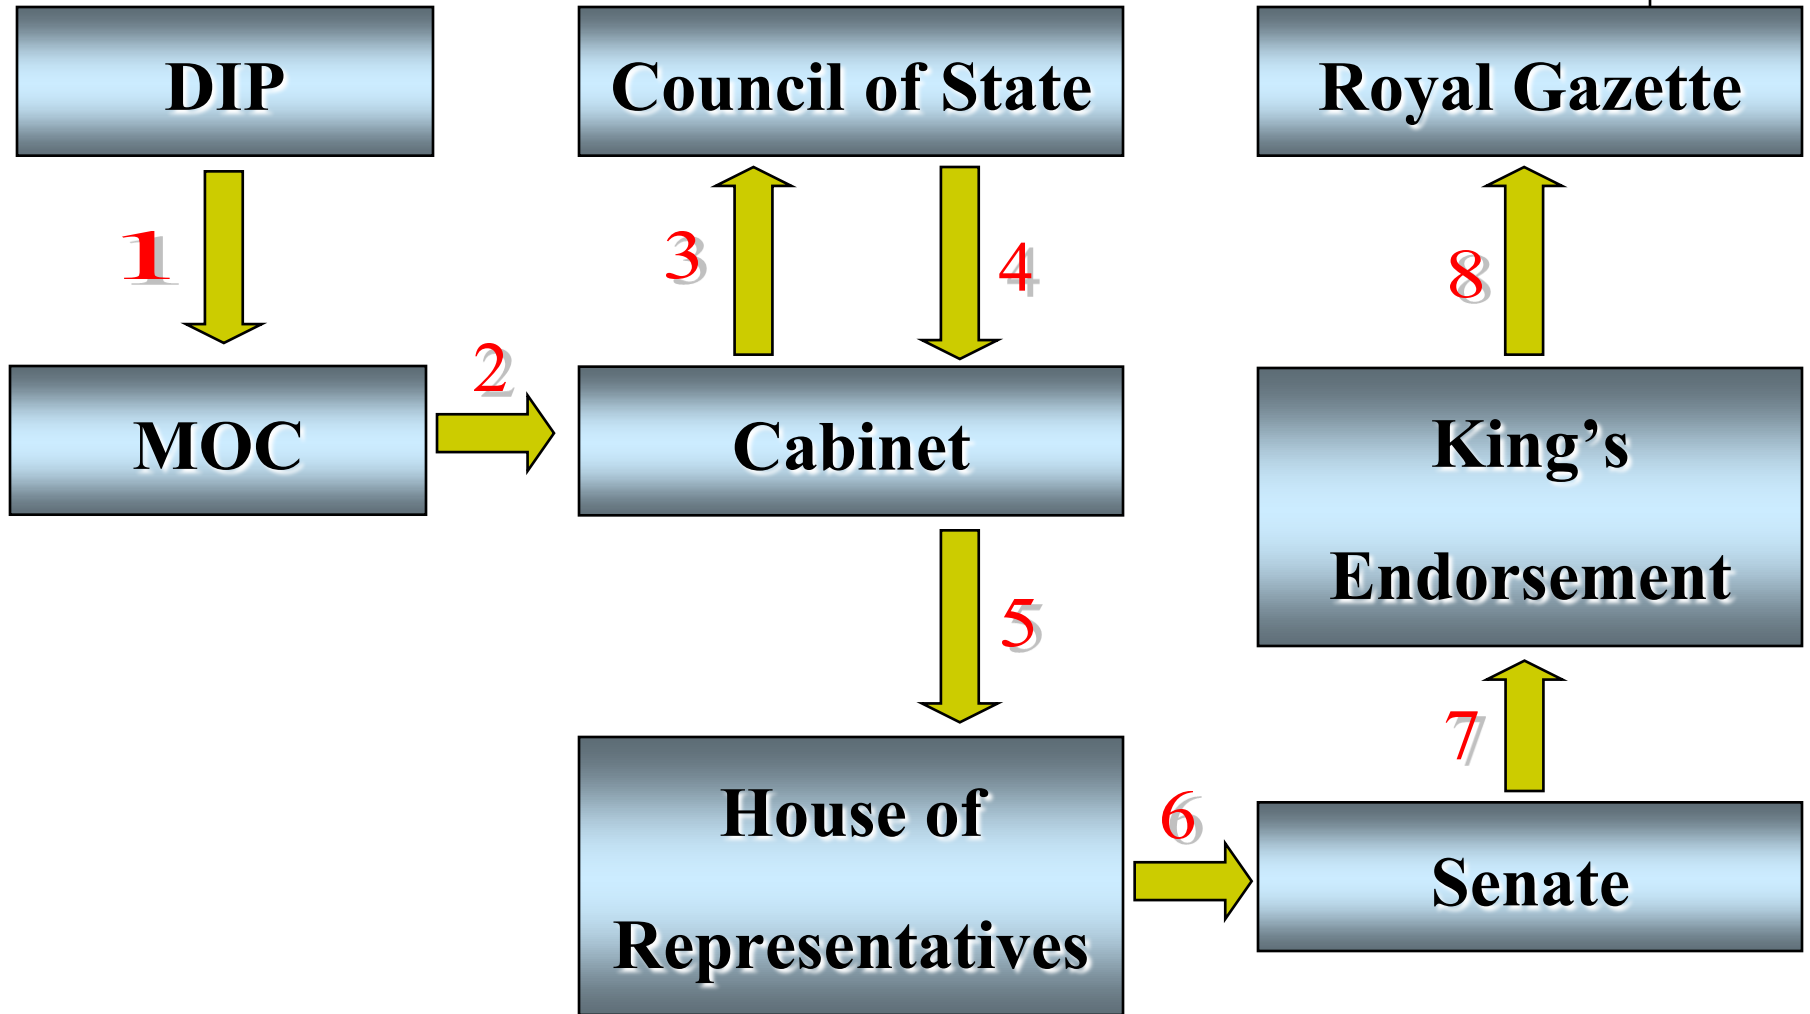 DIP
Council of State
Royal Gazette
1
3
4
8
2
MOC
Cabinet
King’s
Endorsement
5
7
House of
Representatives
6
Senate